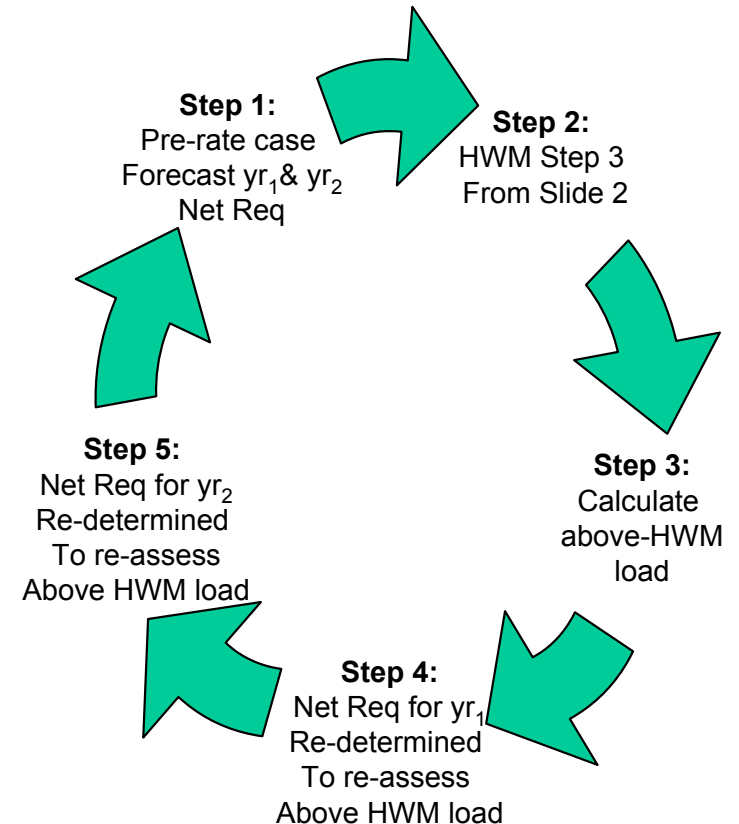 Step 1:
Pre-rate case
Forecast yr₁& yr₂
Net Req
Step 2:
HWM Step 3
From Slide 2
Step 3:
Calculate
above-HWM
load
Step 4:
Net Req for yr₁
Re-determined
To re-assess
Above HWM load
Step 5:
Net Req for yr₂
Re-determined
To re-assess
Above HWM load